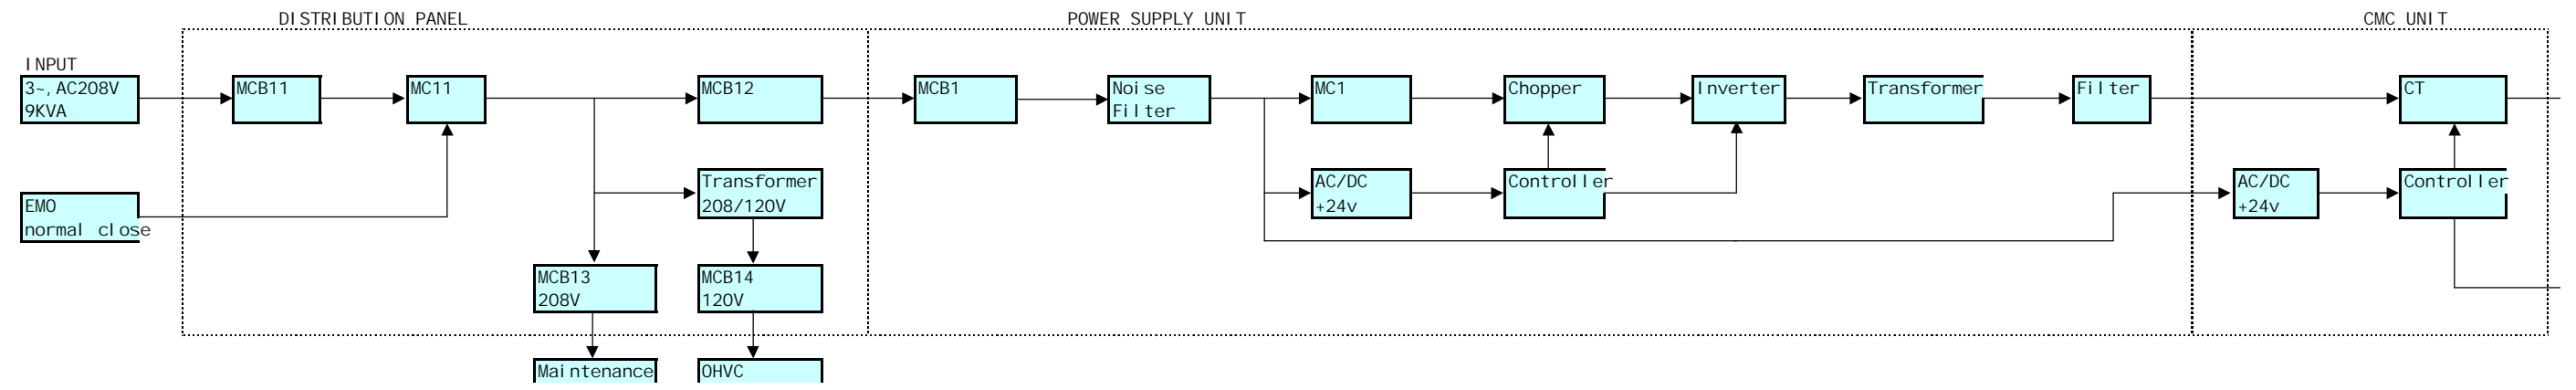 DISTRIBUTION PANEL
POWER SUPPLY UNIT
CMC UNIT
INPUT
3~, AC208V
9KVA
MCB11
MC11
MCB12
MCB1
Noise
Filter
MC1
Chopper
Inverter
Transformer
Filter
CT
EMO
normal close
Transformer
208/120V
AC/DC
+24v
Controller
AC/DC
+24v
Controller
MCB13
208V
MCB14
120V
Maintenance
OHVC